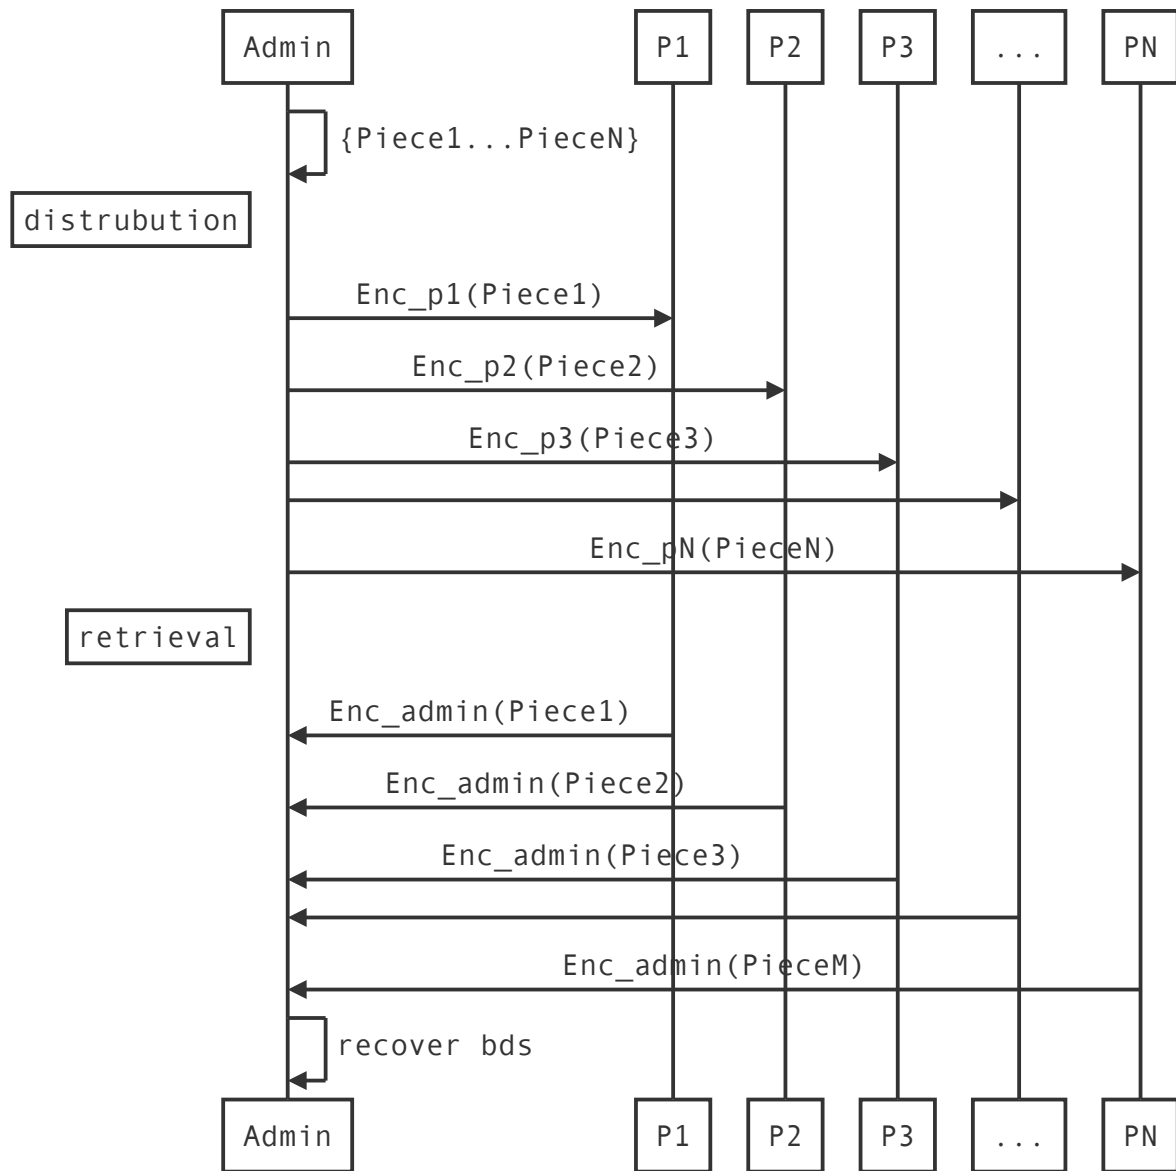 Admin P1 P2 P3 ... PN
{Piece1...PieceN}
distrubution
Enc_p1(Piece1)
Enc_p2(Piece2)
Enc_p3(Piece3)
Enc_pN(PieceN)
retrieval
Enc_admin(Piece1)
Enc_admin(Piece2)
Enc_admin(Piece3)
Enc_admin(PieceM)
recover bds
Admin P1 P2 P3 ... PN